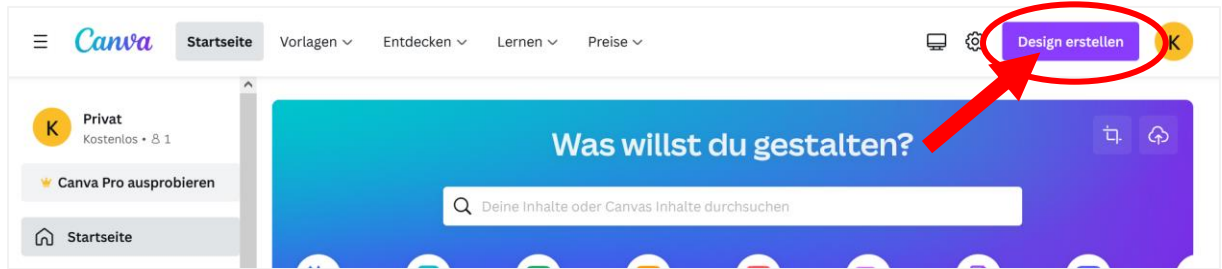 Canva Startseite Vorlagen Entdecken Lernen Preise Design erstellen K
K Privat
Kostenlos • 1
Canva Pro ausprobieren
Startseite
Was willst du gestalten?
Deine Inhalte oder Canvas Inhalte durchsuchen